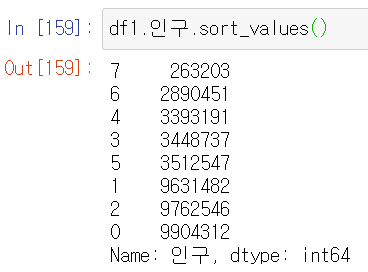 In [159]: df1.인구.sort_values()
Out[159]: 7 263203
6 2890451
4 3393191
3 3448737
5 3512547
1 9631482
2 9762546
0 9904312
Name: 인구, dtype: int64